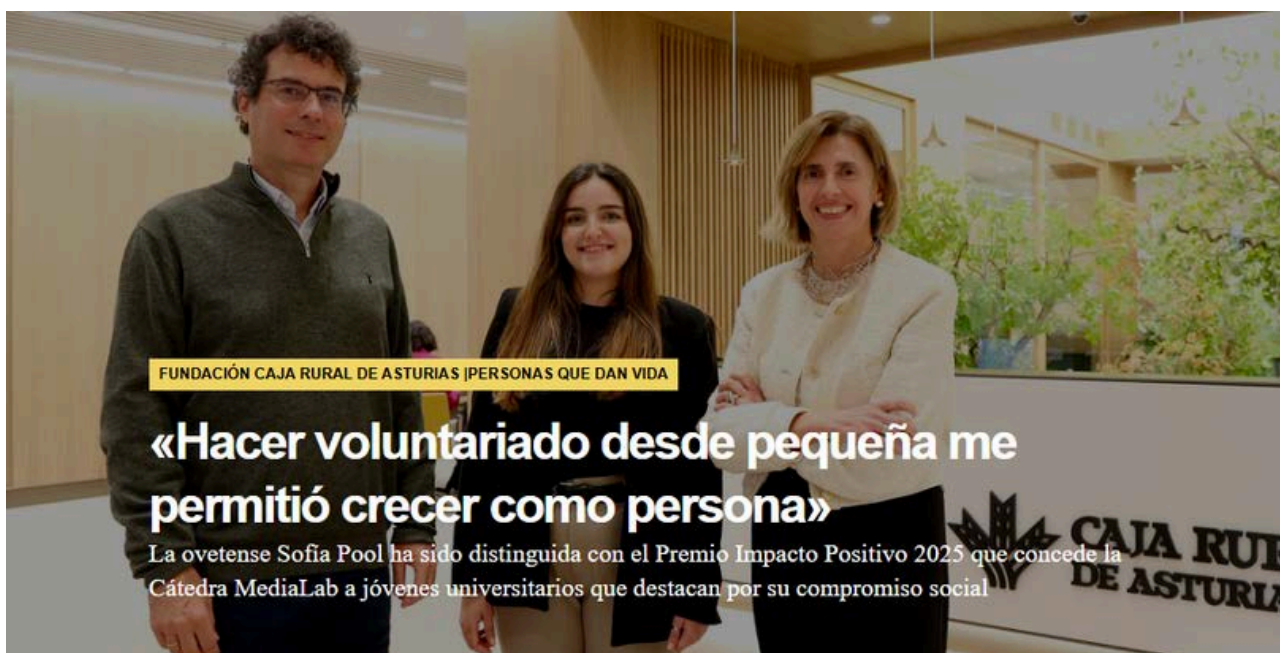 FUNDACIÓN CAJA RURAL DE ASTURIAS |PERSONAS QUE DAN VIDA
«Hacer voluntariado desde pequeña me
permitió crecer como persona»
La ovetense Sofía Pool ha sido distinguida con el Premio Impacto Positivo 2025 que concede la
Cátedra MediaLab a jóvenes universitarios que destacan por su compromiso social
CAJA RU
DE ASTURI